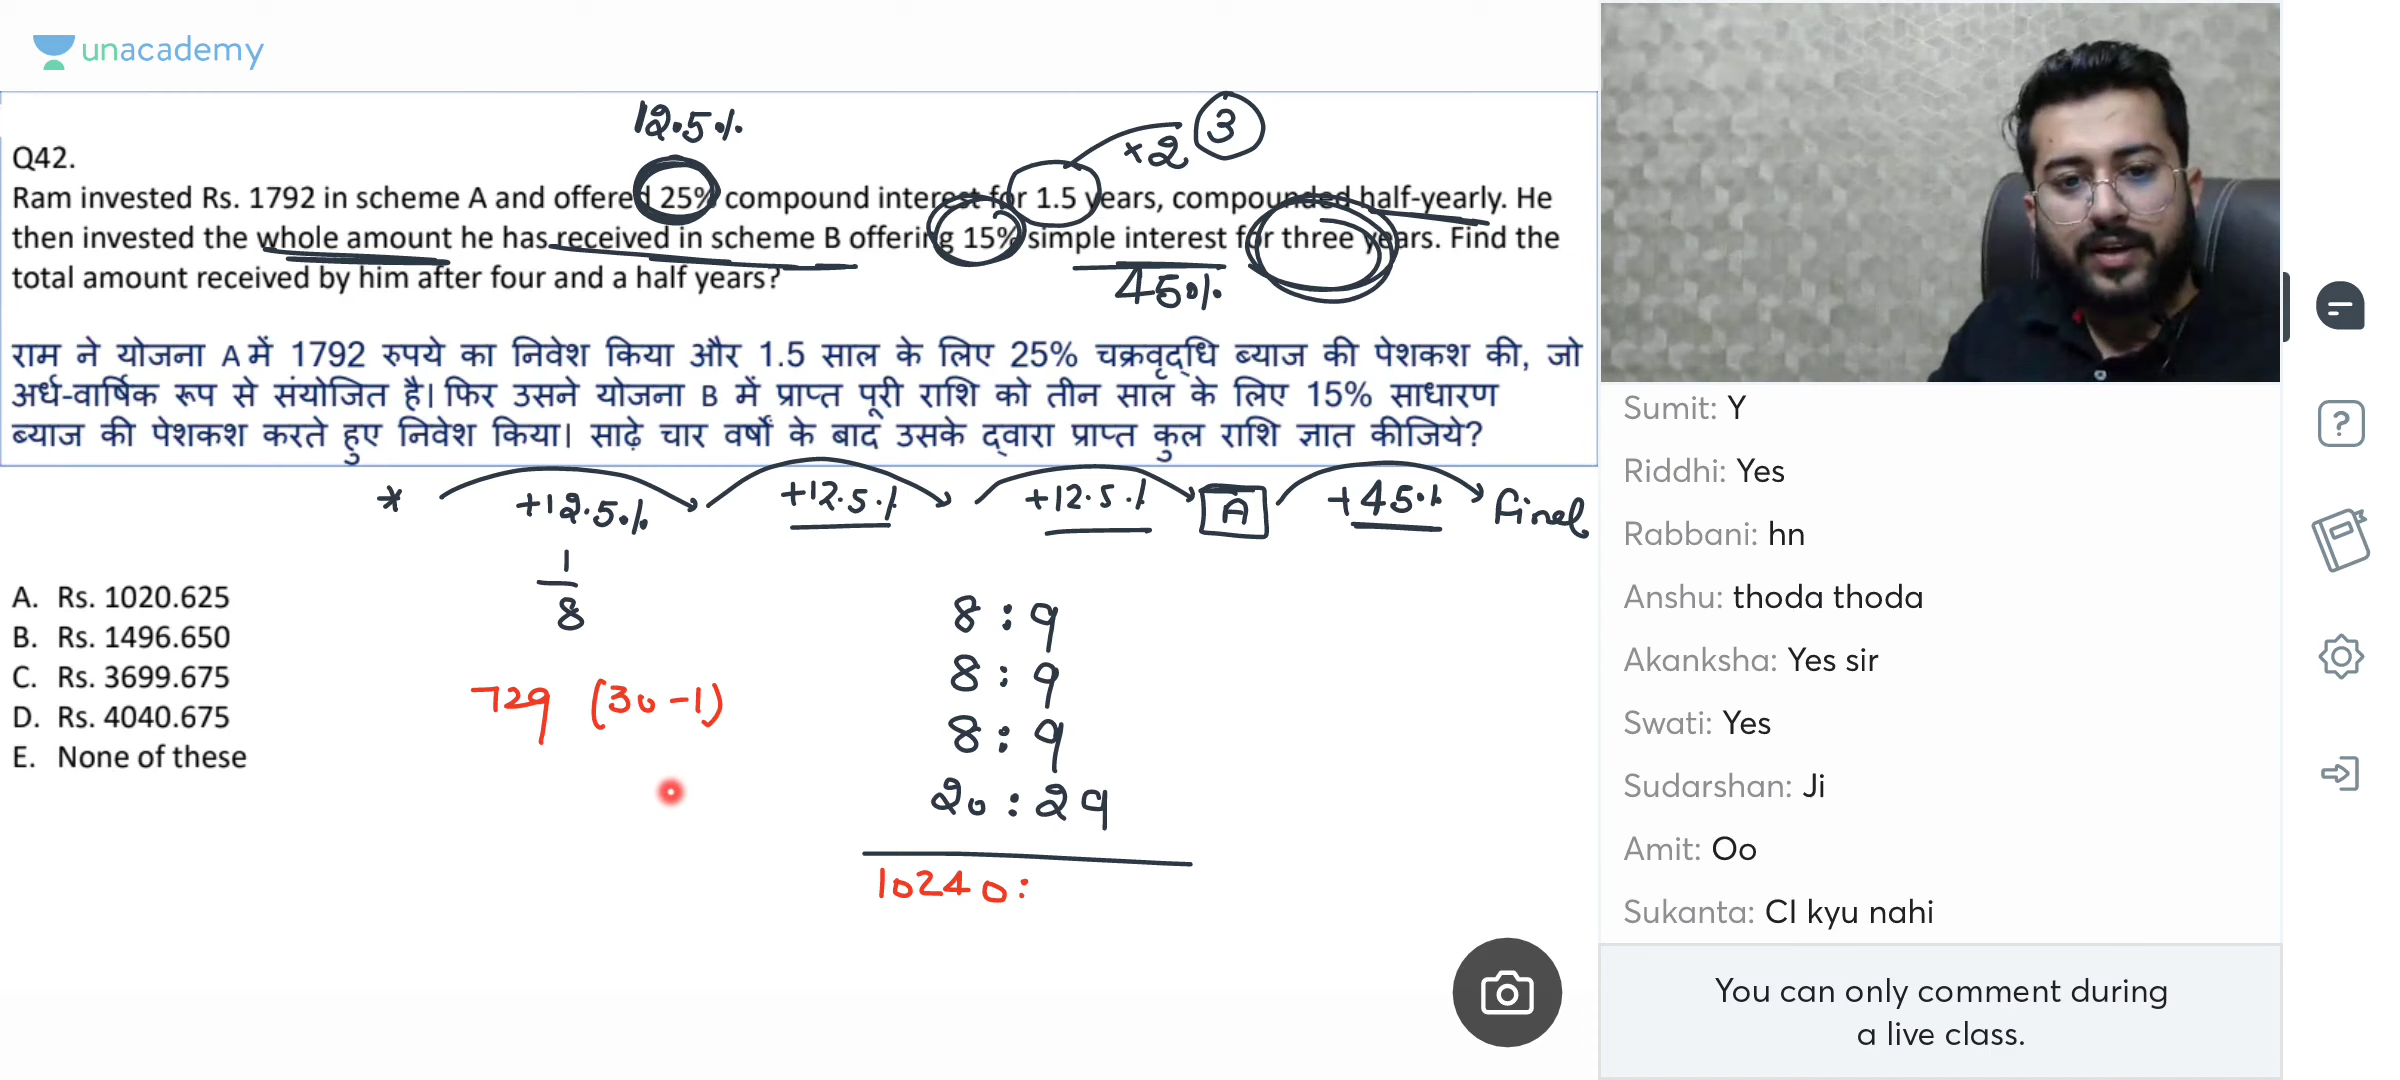 unacademy
12.5%
×2 3
Q42.
Ram invested Rs. 1792 in scheme A and offered 25% compound interest for 1.5 years, compounded half-yearly. He
then invested the whole amount he has received in scheme B offering 15% simple interest for three years. Find the
total amount received by him after four and a half years?
45%
राम ने योजना A में 1792 रुपये का निवेश किया और 1.5 साल के लिए 25% चक्रवृद्धि ब्याज की पेशकश की, जो
अर्ध-वार्षिक रूप से संयोजित है। फिर उसने योजना B में प्राप्त पूरी राशि को तीन साल के लिए 15% साधारण
ब्याज की पेशकश करते हुए निवेश किया। साढ़े चार वर्षों के बाद उसके द्वारा प्राप्त कुल राशि ज्ञात कीजिये?
* +12.5% +12.5% +12.5% A +45% final
1
8
A. Rs. 1020.625
B. Rs. 1496.650
C. Rs. 3699.675
D. Rs. 4040.675
E. None of these
729 (30-1)
8 : 9
8 : 9
8 : 9
20 : 29
10240 :
Sumit: Y
Riddhi: Yes
Rabbani: hn
Anshu: thoda thoda
Akanksha: Yes sir
Swati: Yes
Sudarshan: Ji
Amit: Oo
Sukanta: CI kyu nahi
You can only comment during
a live class.